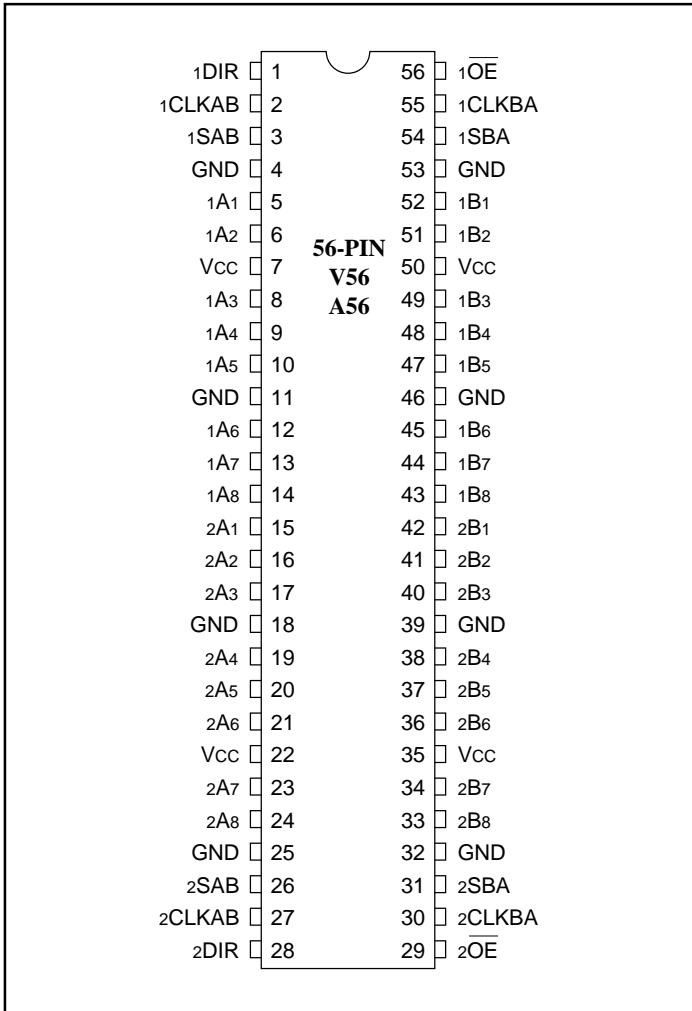 1DIR 1 56 1O̅E̅
1CLKAB 2 55 1CLKBA
1SAB 3 54 1SBA
GND 4 53 GND
1A1 5 52 1B1
1A2 6 51 1B2
56-PIN
VCC 7 50 VCC
V56
1A3 8 49 1B3
A56
1A4 9 48 1B4
1A5 10 47 1B5
GND 11 46 GND
1A6 12 45 1B6
1A7 13 44 1B7
1A8 14 43 1B8
2A1 15 42 2B1
2A2 16 41 2B2
2A3 17 40 2B3
GND 18 39 GND
2A4 19 38 2B4
2A5 20 37 2B5
2A6 21 36 2B6
VCC 22 35 VCC
2A7 23 34 2B7
2A8 24 33 2B8
GND 25 32 GND
2SAB 26 31 2SBA
2CLKAB 27 30 2CLKBA
2DIR 28 29 2O̅E̅